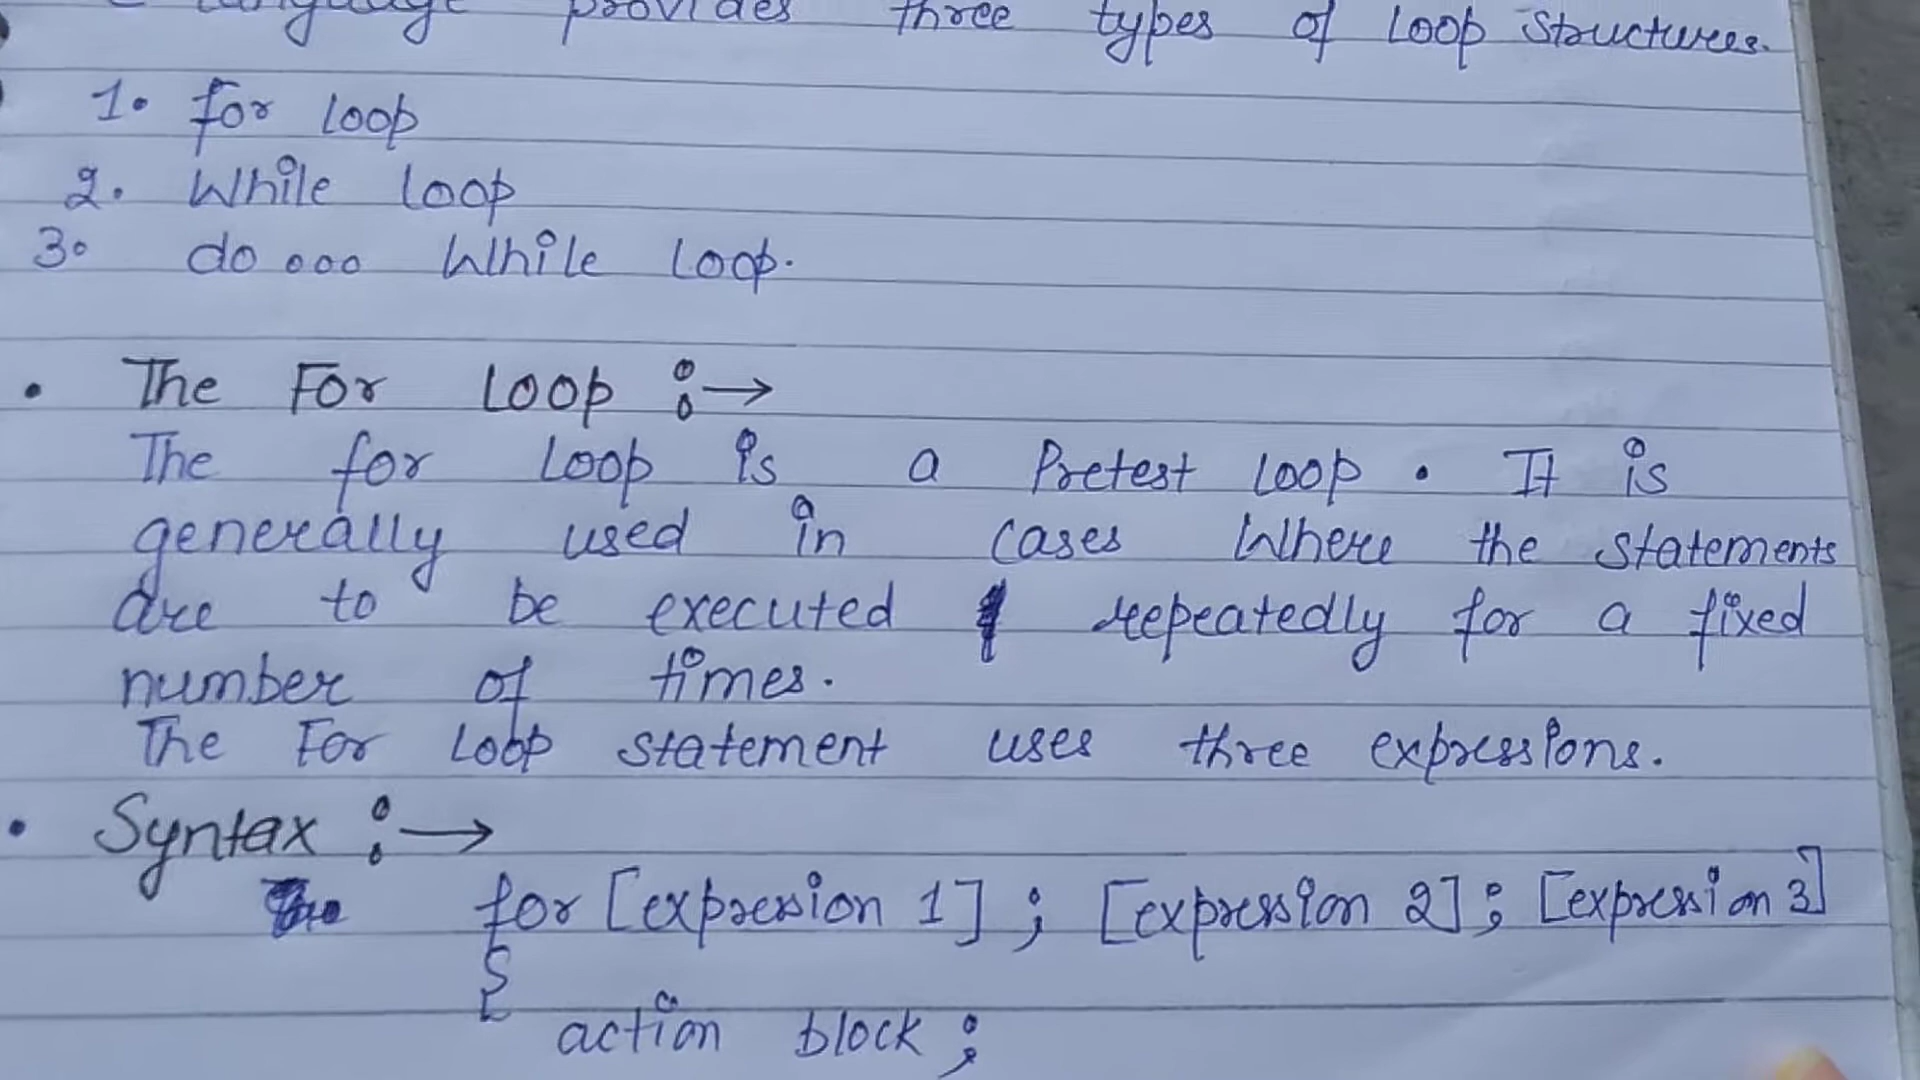 Language provides three types of loop structures.
1. for loop
2. While loop
3. do ... While loop.
• The For Loop :→
The for loop is a Pretest loop. It is
generally used in cases Where the statements
are to be executed repeatedly for a fixed
number of times.
The For Loop statement uses three expressions.
• Syntax :→
for [expression 1] ; [expression 2] ; [expression 3]
{
action block ;